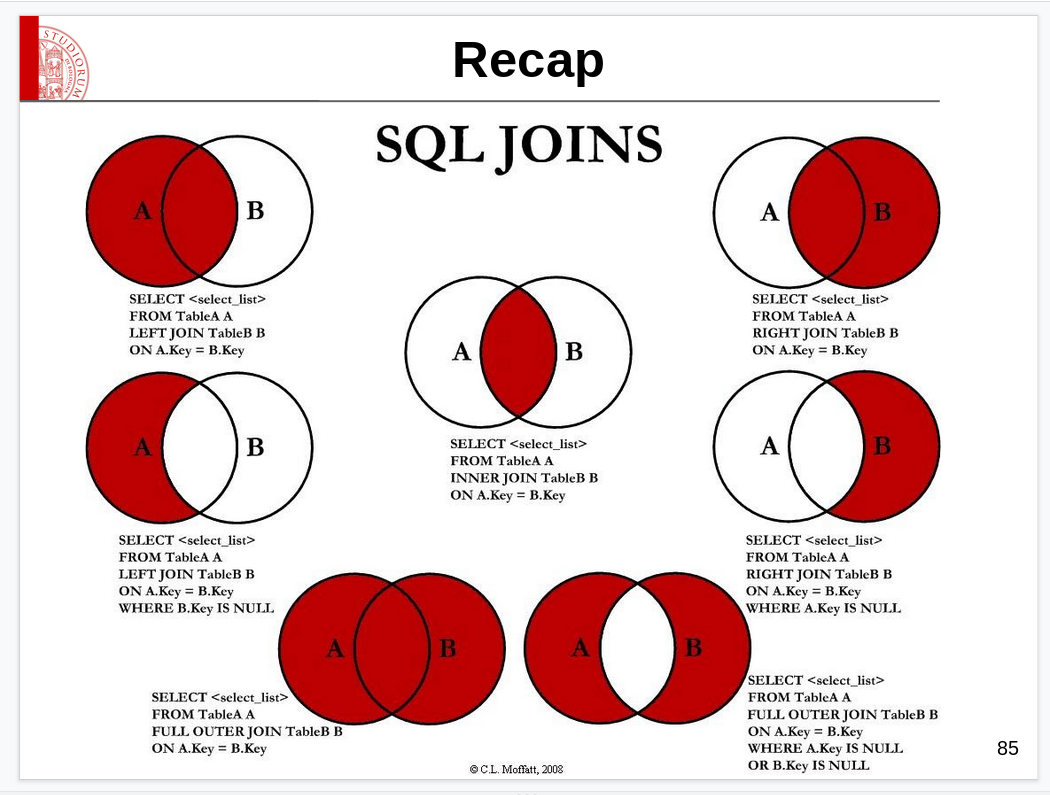 STUDIORUM
Recap
SQL JOINS
A B
SELECT <select_list>
FROM TableA A
LEFT JOIN TableB B
ON A.Key = B.Key
A B
SELECT <select_list>
FROM TableA A
RIGHT JOIN TableB B
ON A.Key = B.Key
A B
SELECT <select_list>
FROM TableA A
INNER JOIN TableB B
ON A.Key = B.Key
A B
SELECT <select_list>
FROM TableA A
LEFT JOIN TableB B
ON A.Key = B.Key
WHERE B.Key IS NULL
A B
SELECT <select_list>
FROM TableA A
RIGHT JOIN TableB B
ON A.Key = B.Key
WHERE A.Key IS NULL
A B
SELECT <select_list>
FROM TableA A
FULL OUTER JOIN TableB B
ON A.Key = B.Key
A B
SELECT <select_list>
FROM TableA A
FULL OUTER JOIN TableB B
ON A.Key = B.Key
WHERE A.Key IS NULL
OR B.Key IS NULL
85
© C.L. Moffatt, 2008